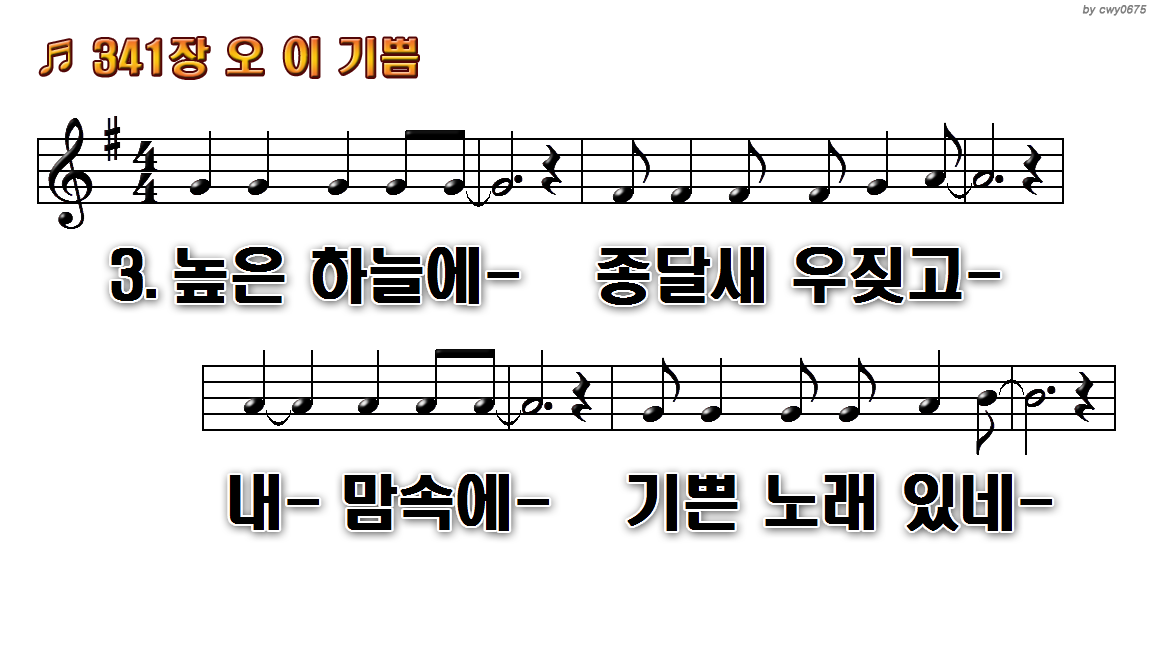 by cwy0675
♬ 341장 오 이 기쁨
3. 높은 하늘에- 종달새 우짖고-
내- 맘속에- 기쁜 노래 있네-